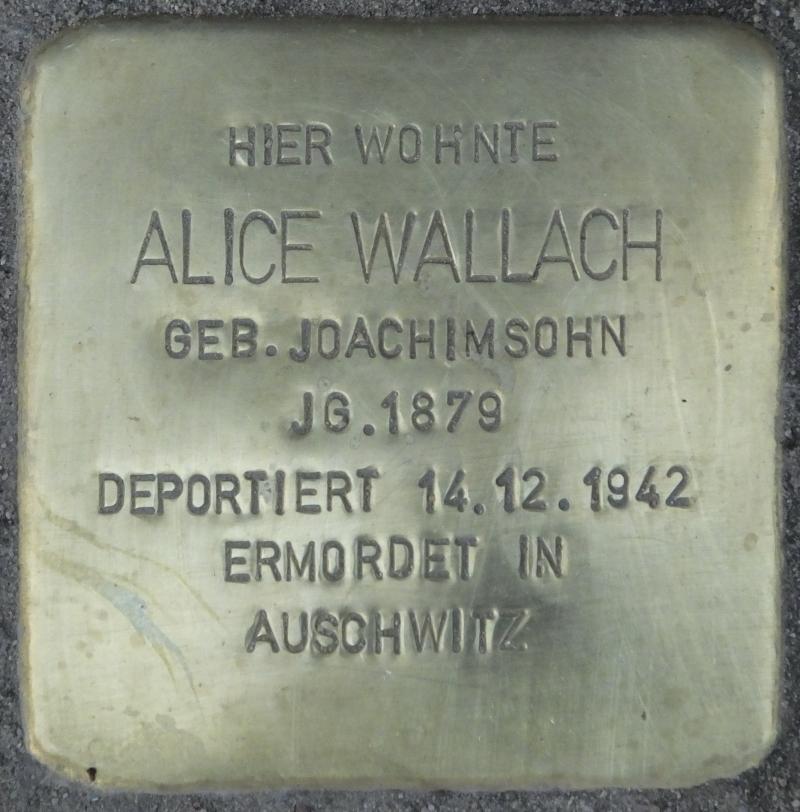 HIER WOHNTE
ALICE WALLACH
GEB. JOACHIMSOHN
JG. 1879
DEPORTIERT 14.12.1942
ERMORDET IN
AUSCHWITZ